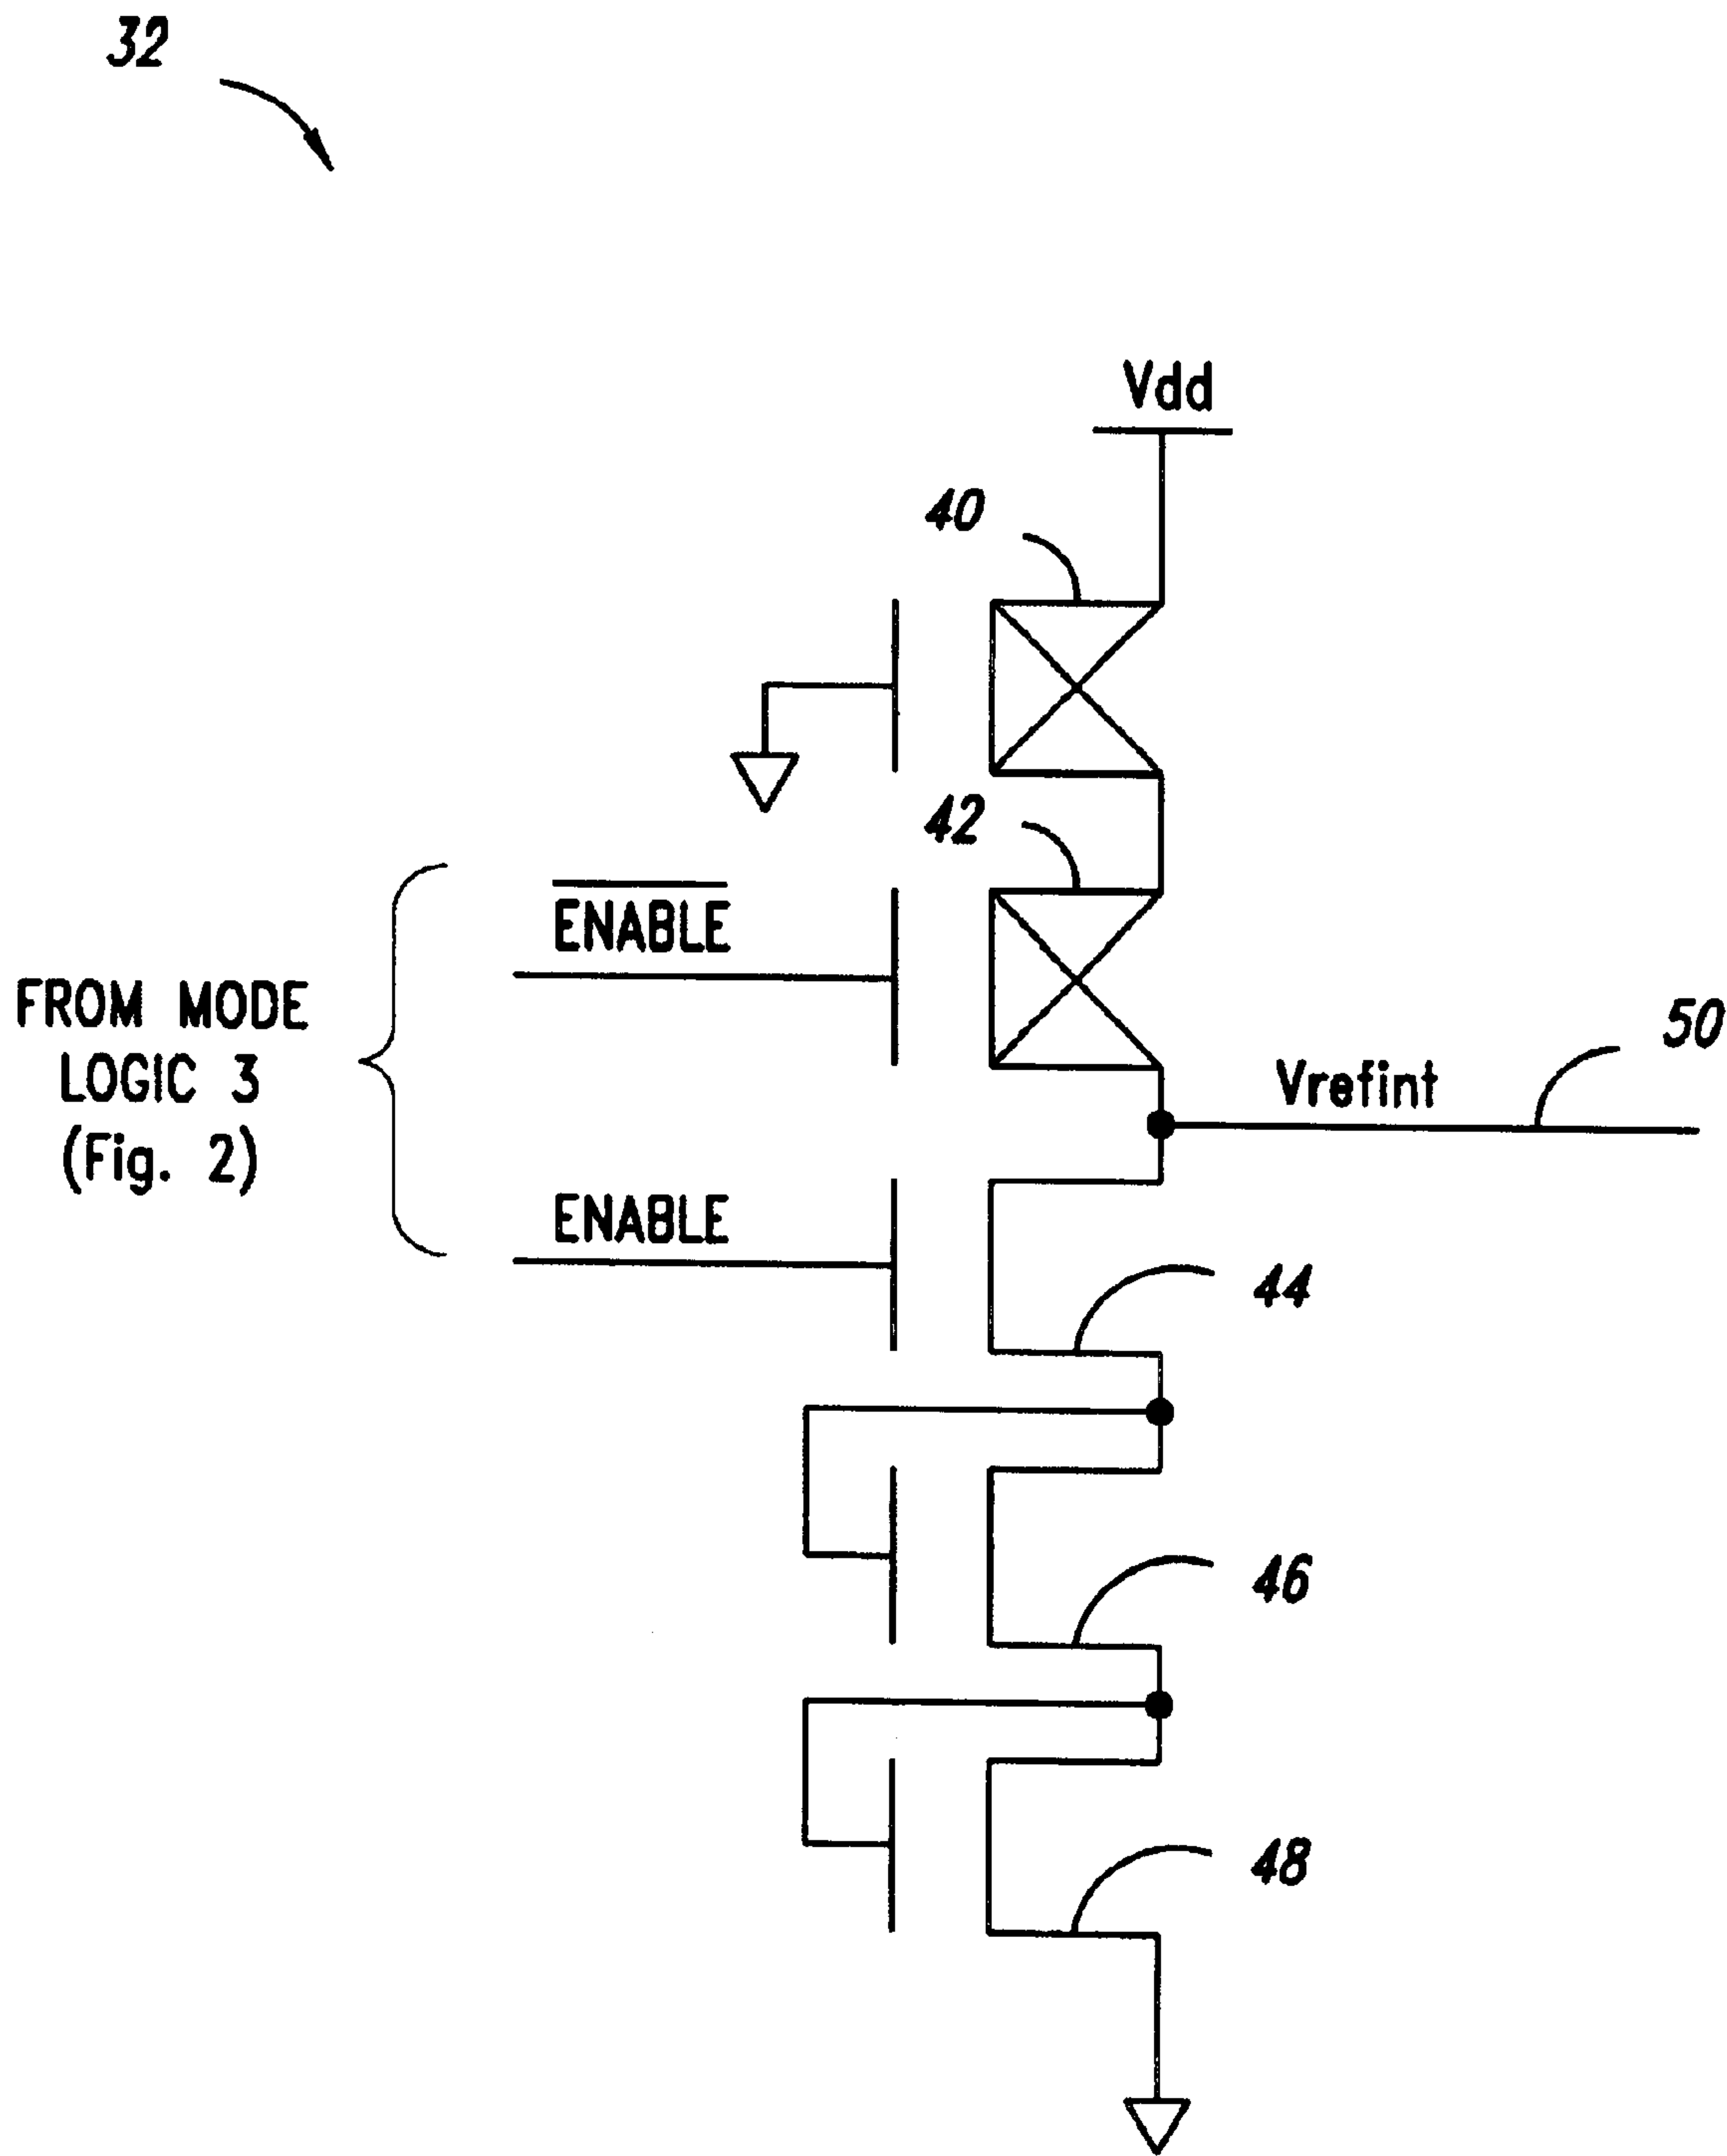 32
Vdd
40
42
ENABLE
FROM MODE
LOGIC 3
(Fig. 2)
50
Vrefint
ENABLE
44
46
48